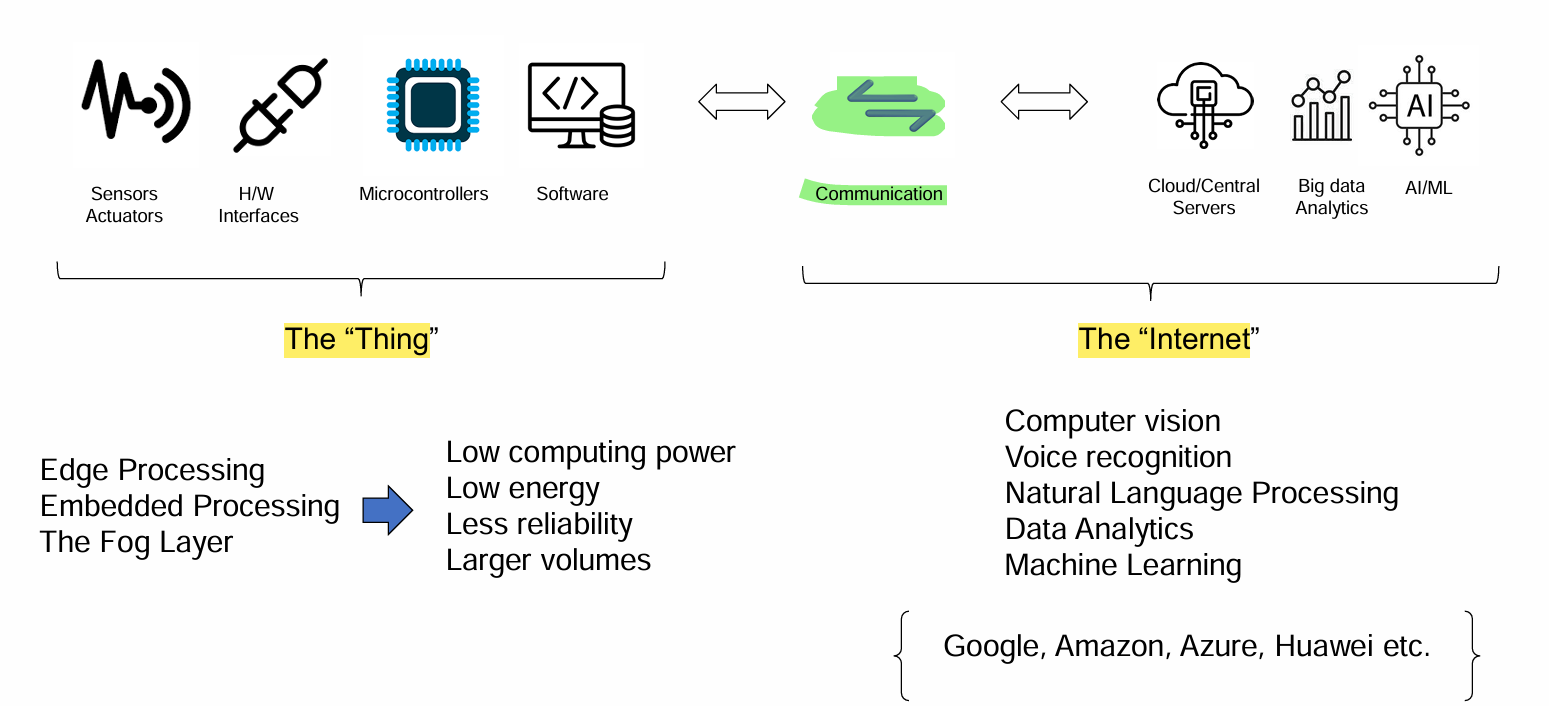 Sensors
Actuators
H/W
Interfaces
Microcontrollers
Software
Communication
Cloud/Central
Servers
Big data
Analytics
AI
AI/ML
The “Thing”
The “Internet”
Edge Processing
Embedded Processing
The Fog Layer
Low computing power
Low energy
Less reliability
Larger volumes
Computer vision
Voice recognition
Natural Language Processing
Data Analytics
Machine Learning
Google, Amazon, Azure, Huawei etc.